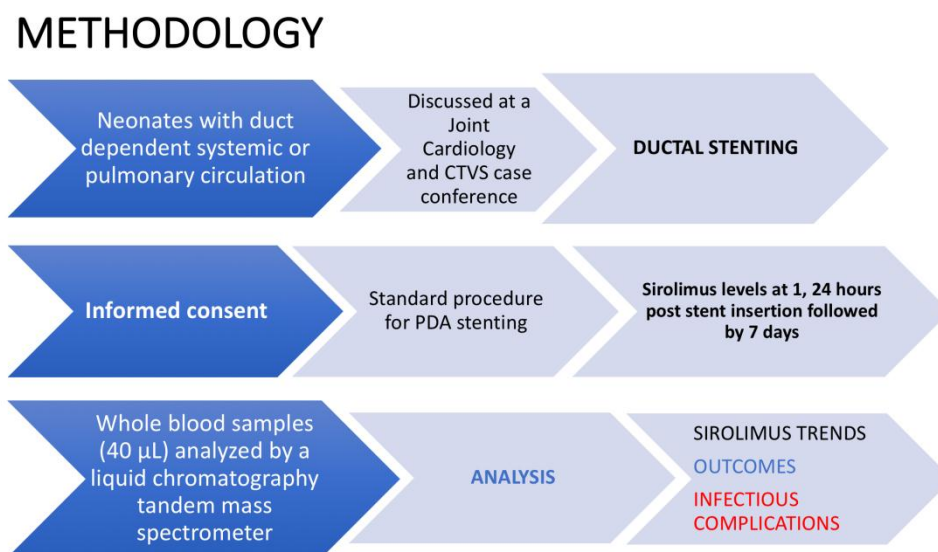 METHODOLOGY
Neonates with duct
dependent systemic or
pulmonary circulation
Discussed at a
Joint
Cardiology
and CTVS case
conference
DUCTAL STENTING
Informed consent
Standard procedure
for PDA stenting
Sirolimus levels at 1, 24 hours
post stent insertion followed
by 7 days
Whole blood samples
(40 µL) analyzed by a
liquid chromatography
tandem mass
spectrometer
ANALYSIS
SIROLIMUS TRENDS
OUTCOMES
INFECTIOUS
COMPLICATIONS